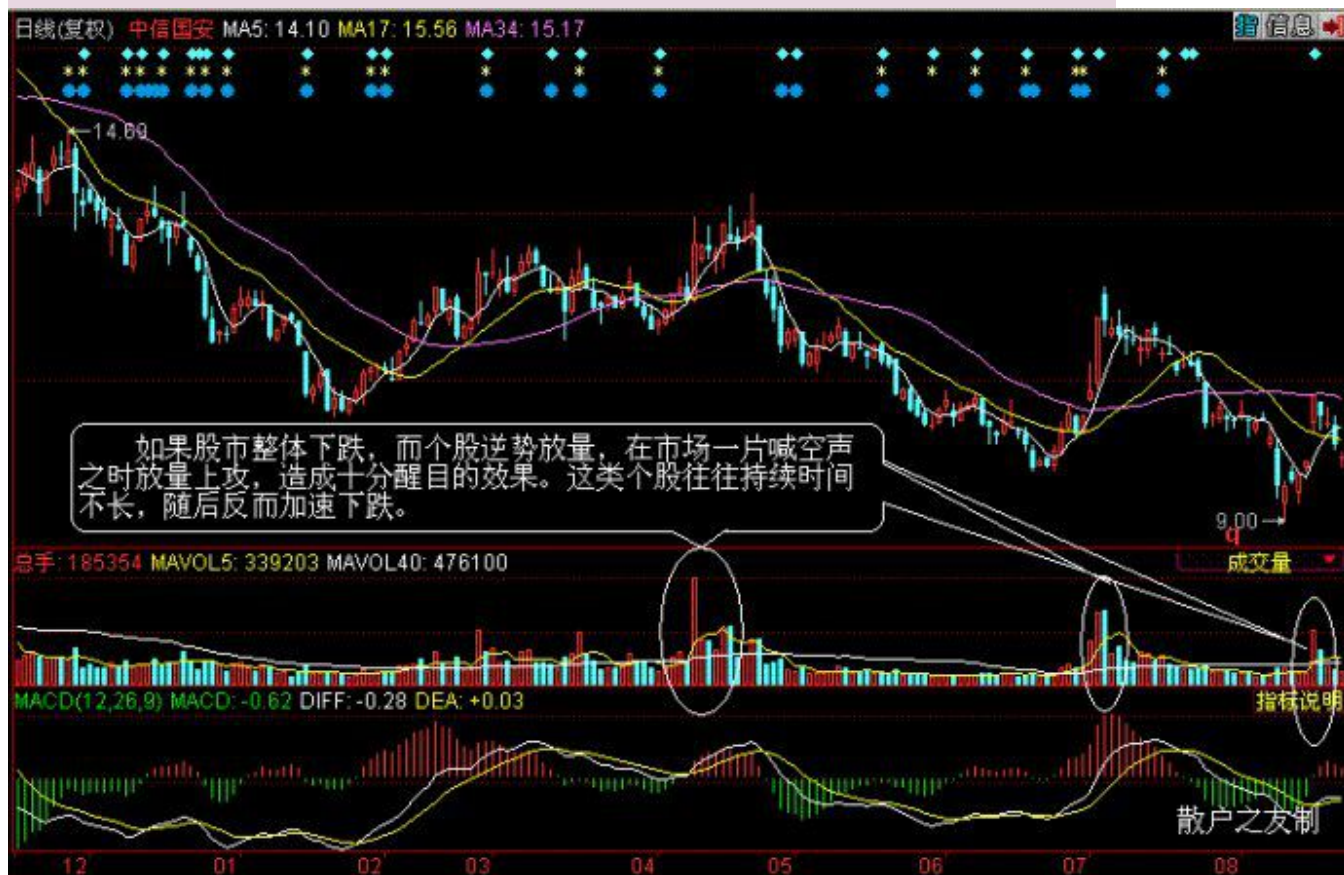 日线(复权) 中信国安 MA5: 14.10 MA17: 15.56 MA34: 15.17
指 信息
14.69
如果股市整体下跌，而个股逆势放量，在市场一片喊空声
之时放量上攻，造成十分醒目的效果。这类个股往往持续时间
不长，随后反而加速下跌。
9.00
q
总手: 185354 MAVOL5: 339203 MAVOL40: 476100
成交量
MACD(12,26,9) MACD: -0.62 DIFF: -0.28 DEA: +0.03
指标说明
散户之友制
12 01 02 03 04 05 06 07 08